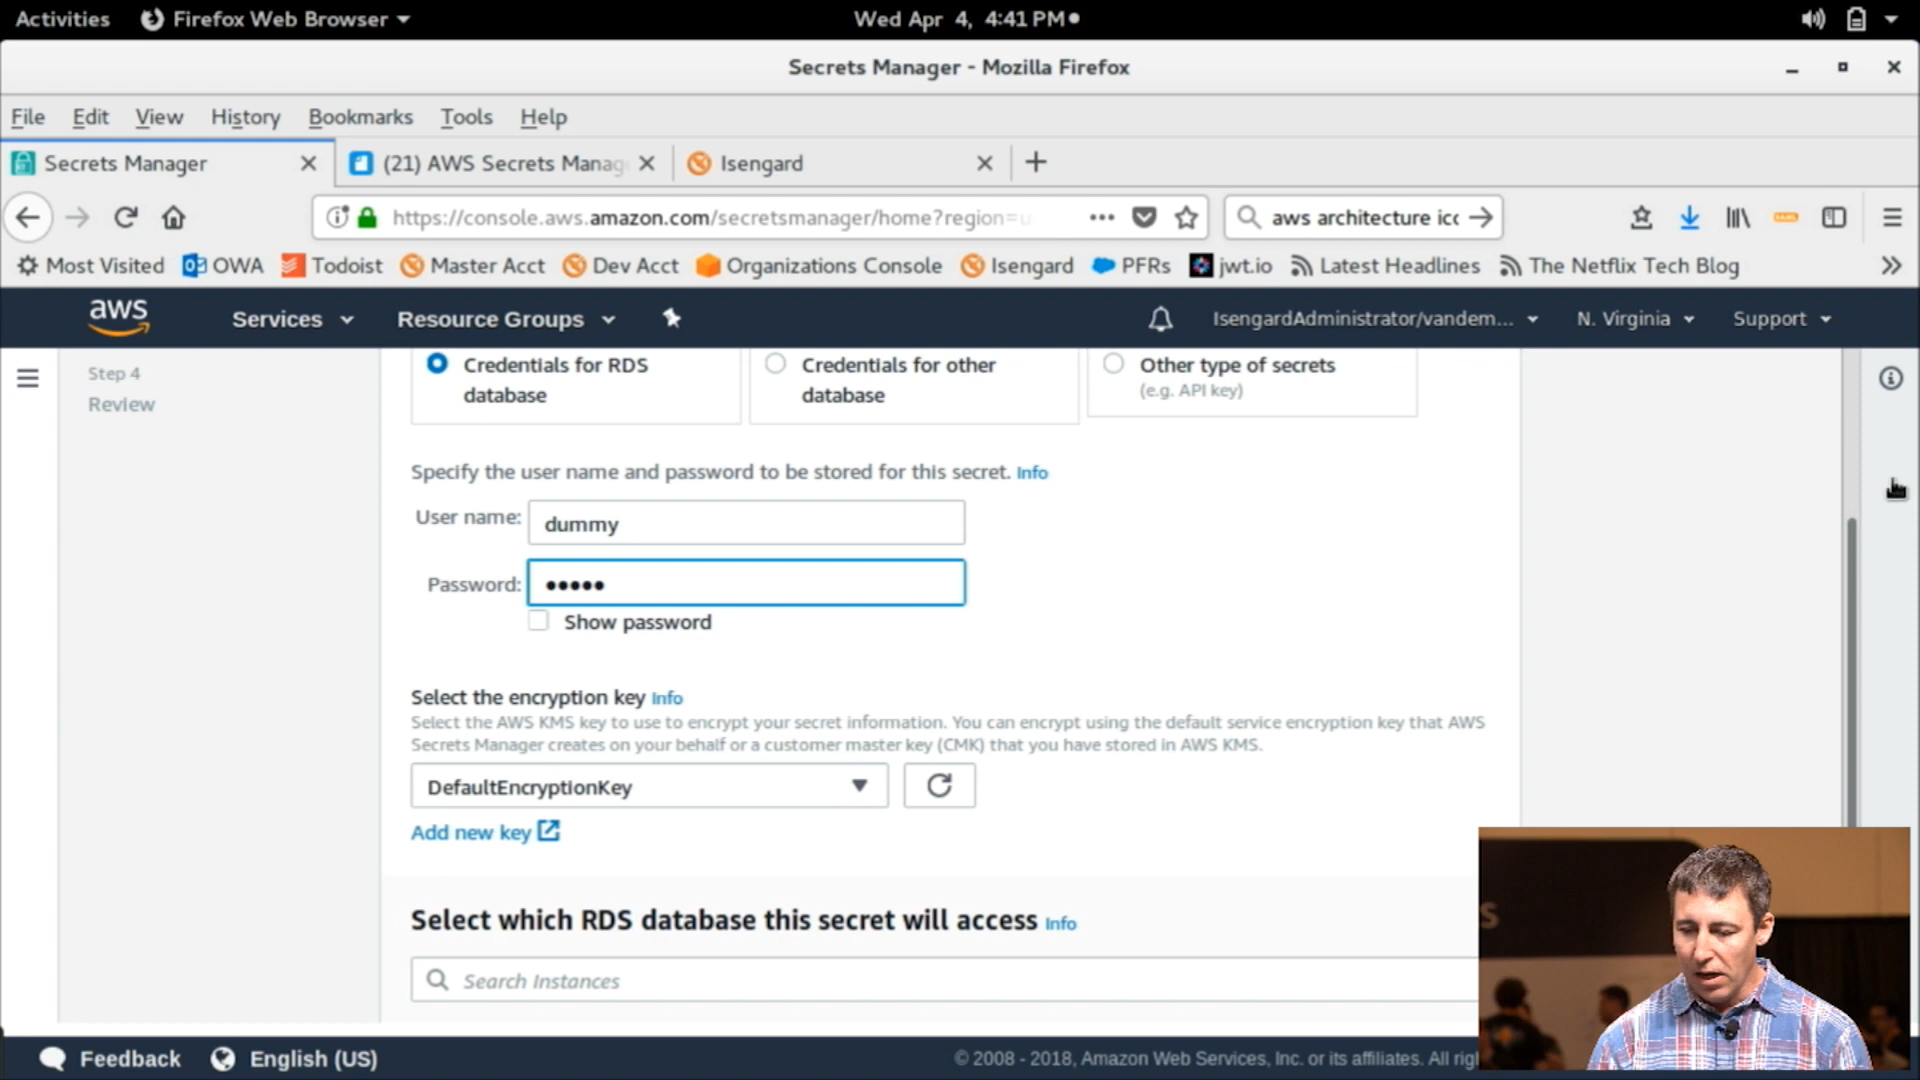 Activities Firefox Web Browser Wed Apr 4, 4:41 PM
Secrets Manager - Mozilla Firefox
File Edit View History Bookmarks Tools Help
Secrets Manager (21) AWS Secrets Manag Isengard
https://console.aws.amazon.com/secretsmanager/home?region=u aws architecture icc
Most Visited OWA Todoist Master Acct Dev Acct Organizations Console Isengard PFRs jwt.io Latest Headlines The Netflix Tech Blog
aws Services Resource Groups IsengardAdministrator/vandem... N. Virginia Support
Step 4
Review
Credentials for RDS
database
Credentials for other
database
Other type of secrets
(e.g. API key)
Specify the user name and password to be stored for this secret. Info
User name: dummy
Password: •••••
Show password
Select the encryption key Info
Select the AWS KMS key to use to encrypt your secret information. You can encrypt using the default service encryption key that AWS
Secrets Manager creates on your behalf or a customer master key (CMK) that you have stored in AWS KMS.
DefaultEncryptionKey
Add new key
Select which RDS database this secret will access Info
Search Instances
Feedback English (US) © 2008 - 2018, Amazon Web Services, Inc. or its affiliates. All rig